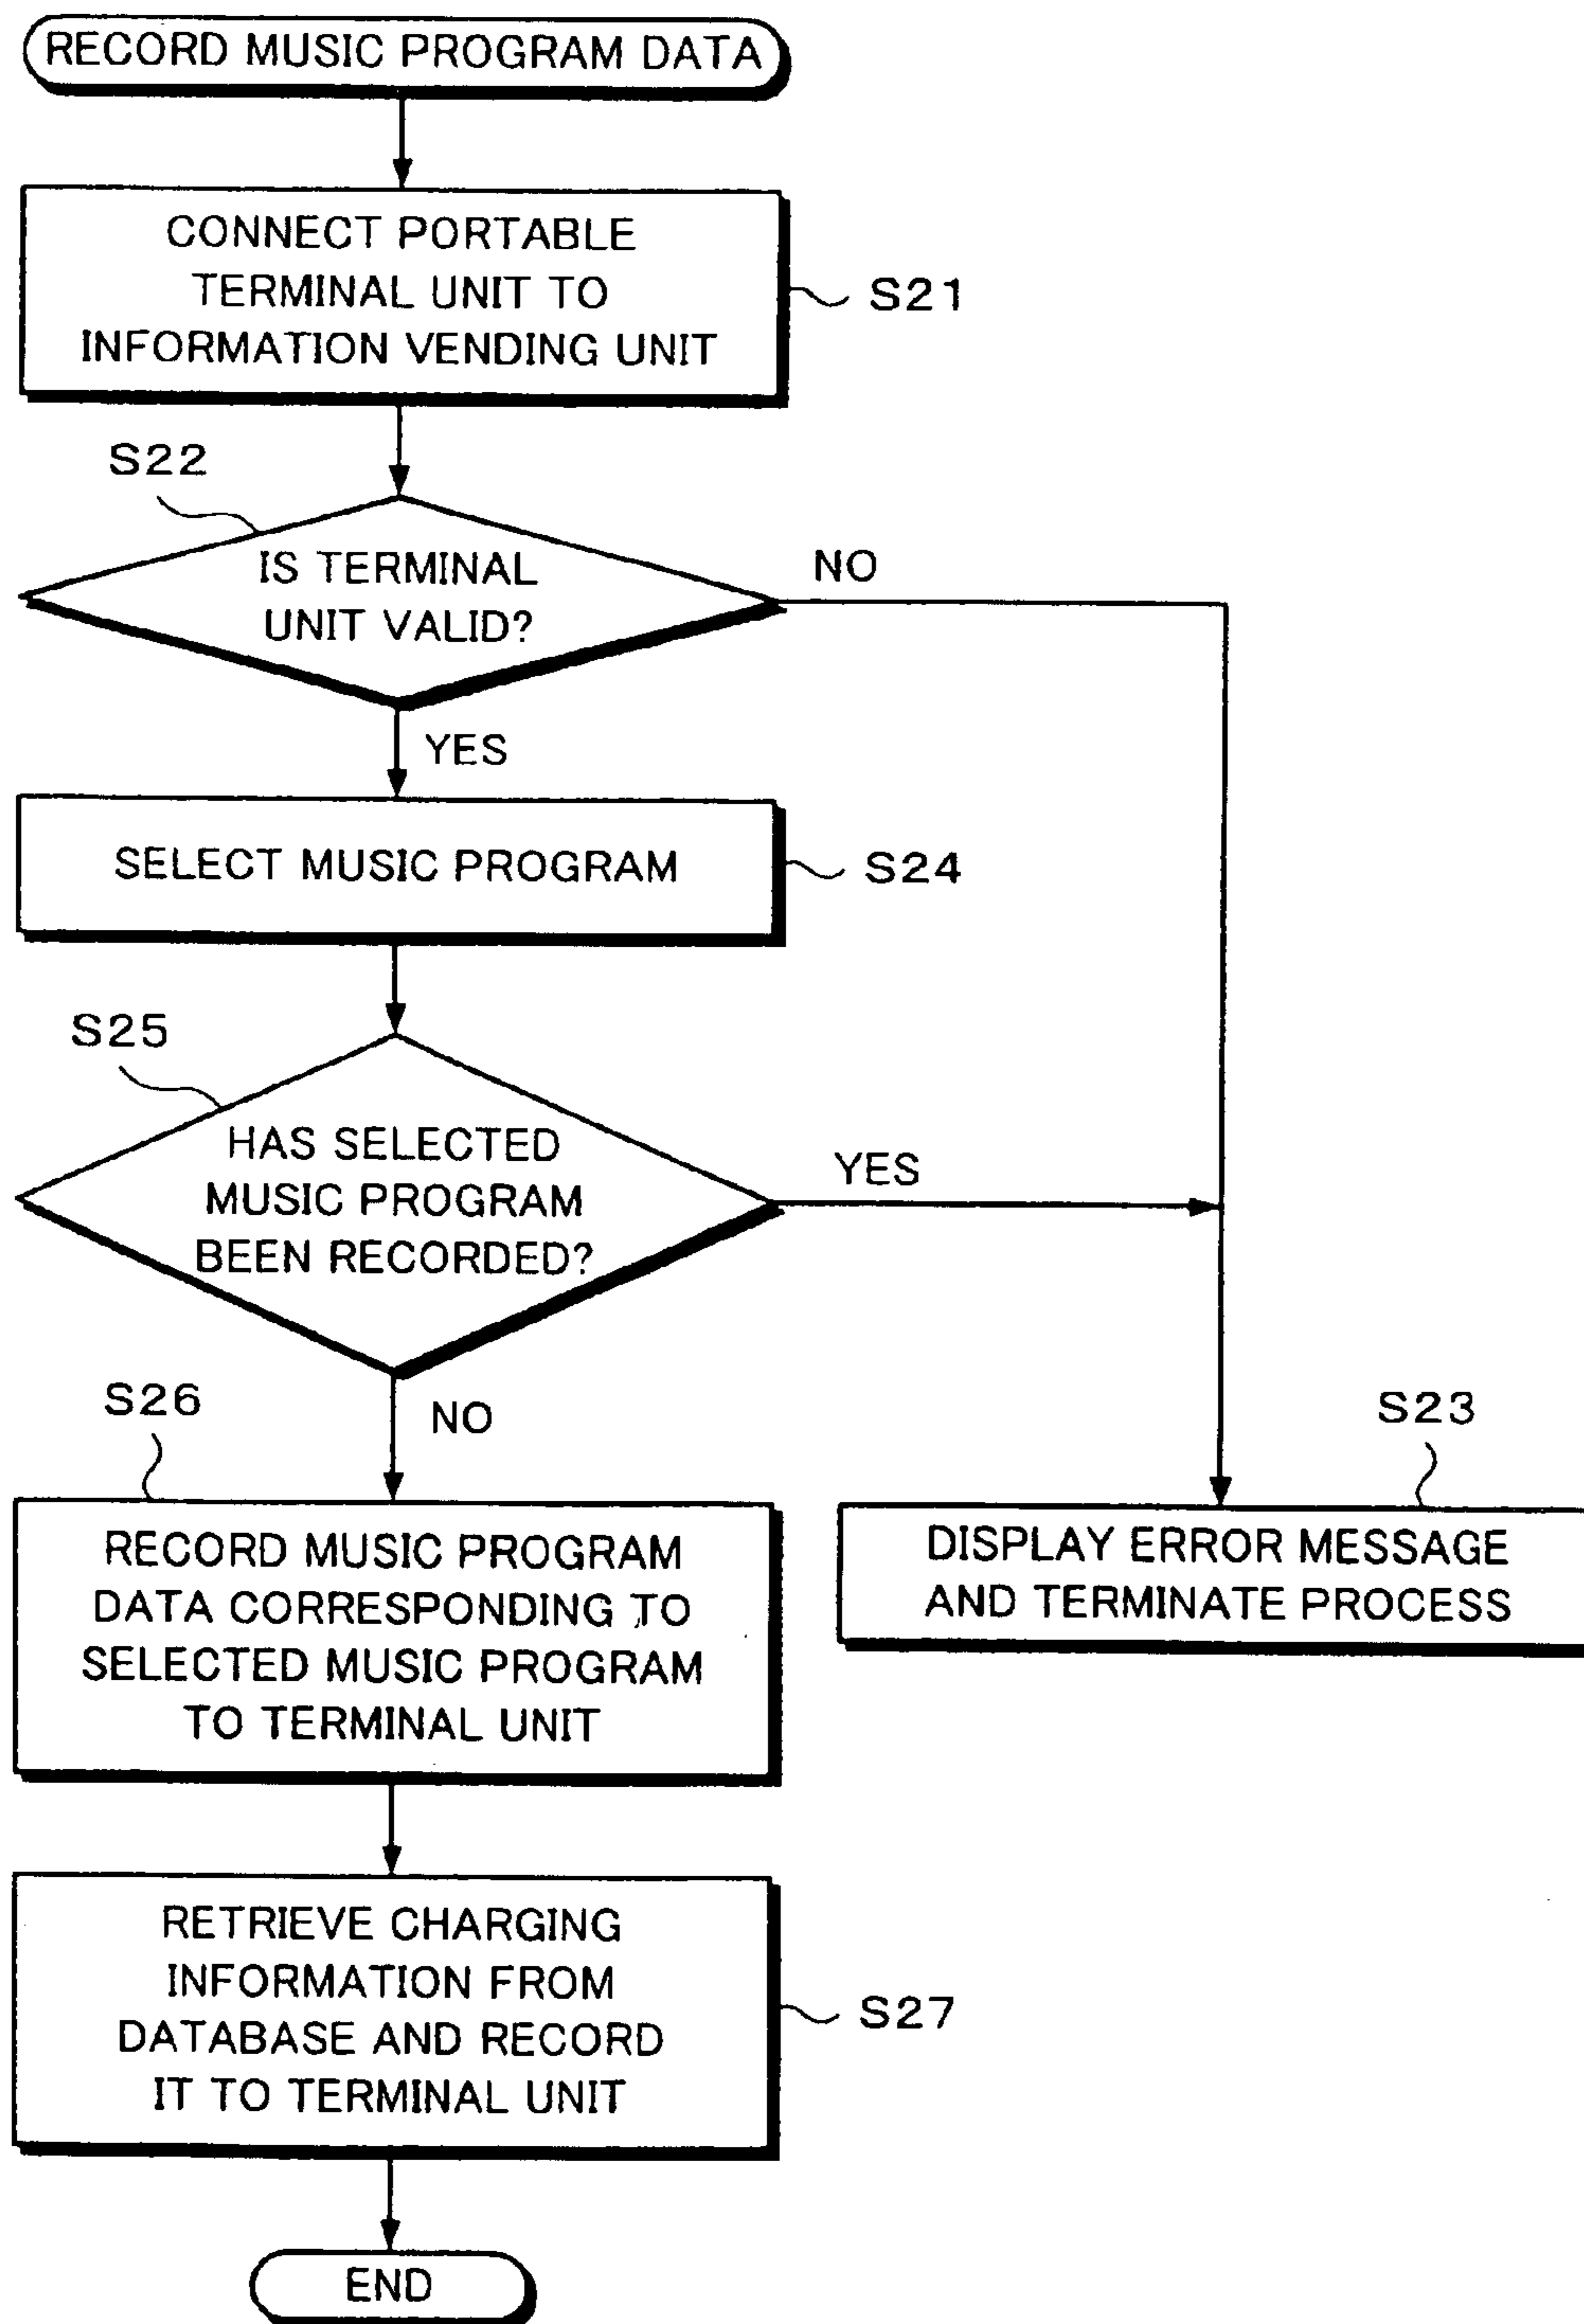 RECORD MUSIC PROGRAM DATA
CONNECT PORTABLE
TERMINAL UNIT TO
INFORMATION VENDING UNIT
S21
S22
IS TERMINAL
UNIT VALID?
NO
YES
SELECT MUSIC PROGRAM
S24
S25
HAS SELECTED
MUSIC PROGRAM
BEEN RECORDED?
YES
NO
S26
RECORD MUSIC PROGRAM
DATA CORRESPONDING TO
SELECTED MUSIC PROGRAM
TO TERMINAL UNIT
S23
DISPLAY ERROR MESSAGE
AND TERMINATE PROCESS
RETRIEVE CHARGING
INFORMATION FROM
DATABASE AND RECORD
IT TO TERMINAL UNIT
S27
END